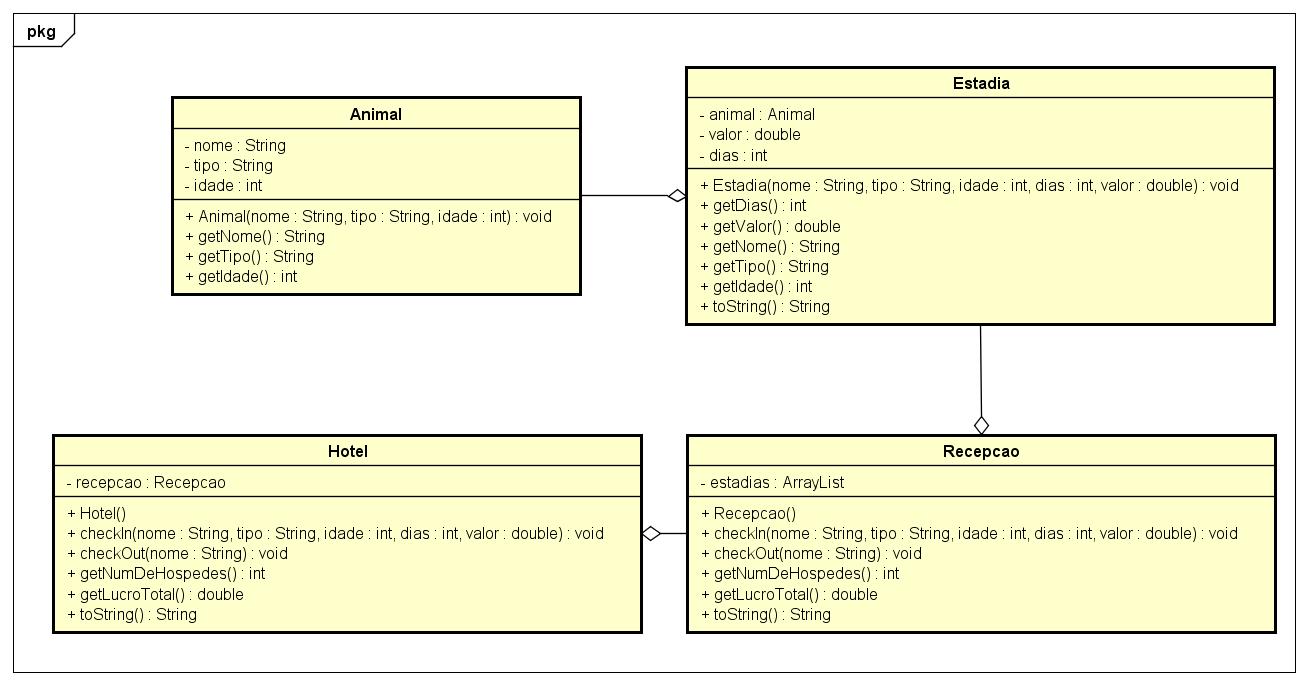 pkg
Animal
- nome : String
- tipo : String
- idade : int
+ Animal(nome : String, tipo : String, idade : int) : void
+ getNome() : String
+ getTipo() : String
+ getIdade() : int
Estadia
- animal : Animal
- valor : double
- dias : int
+ Estadia(nome : String, tipo : String, idade : int, dias : int, valor : double) : void
+ getDias() : int
+ getValor() : double
+ getNome() : String
+ getTipo() : String
+ getIdade() : int
+ toString() : String
Hotel
- recepcao : Recepcao
+ Hotel()
+ checkIn(nome : String, tipo : String, idade : int, dias : int, valor : double) : void
+ checkOut(nome : String) : void
+ getNumDeHospedes() : int
+ getLucroTotal() : double
+ toString() : String
Recepcao
- estadias : ArrayList
+ Recepcao()
+ checkIn(nome : String, tipo : String, idade : int, dias : int, valor : double) : void
+ checkOut(nome : String) : void
+ getNumDeHospedes() : int
+ getLucroTotal() : double
+ toString() : String